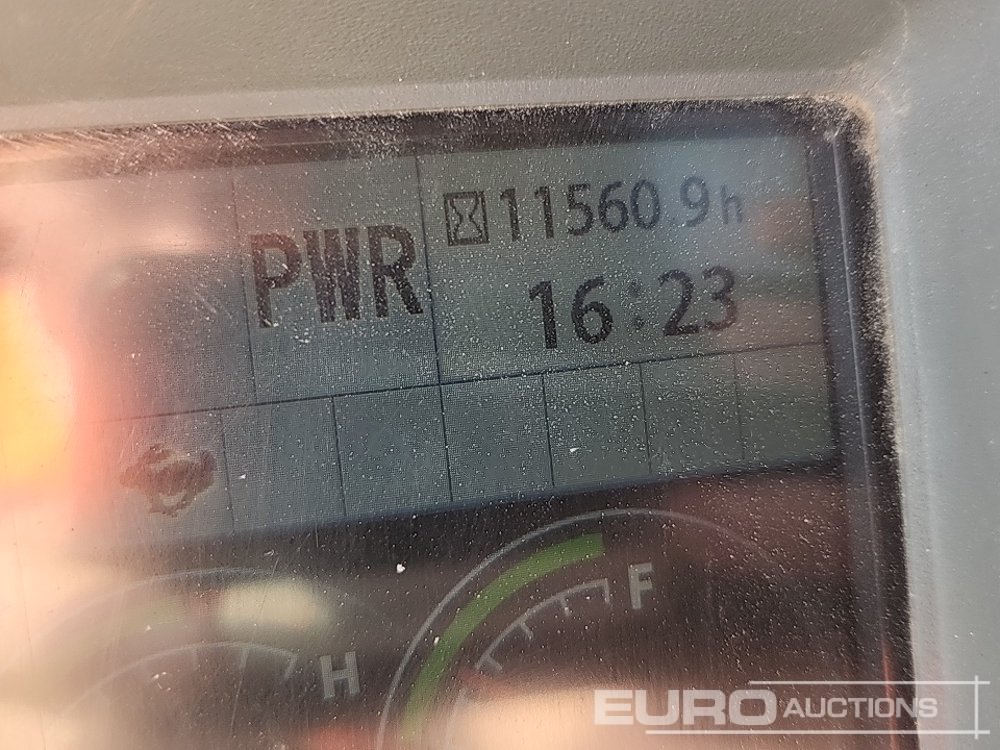 11560.9h
PWR
16:23
F
H
EURO AUCTIONS